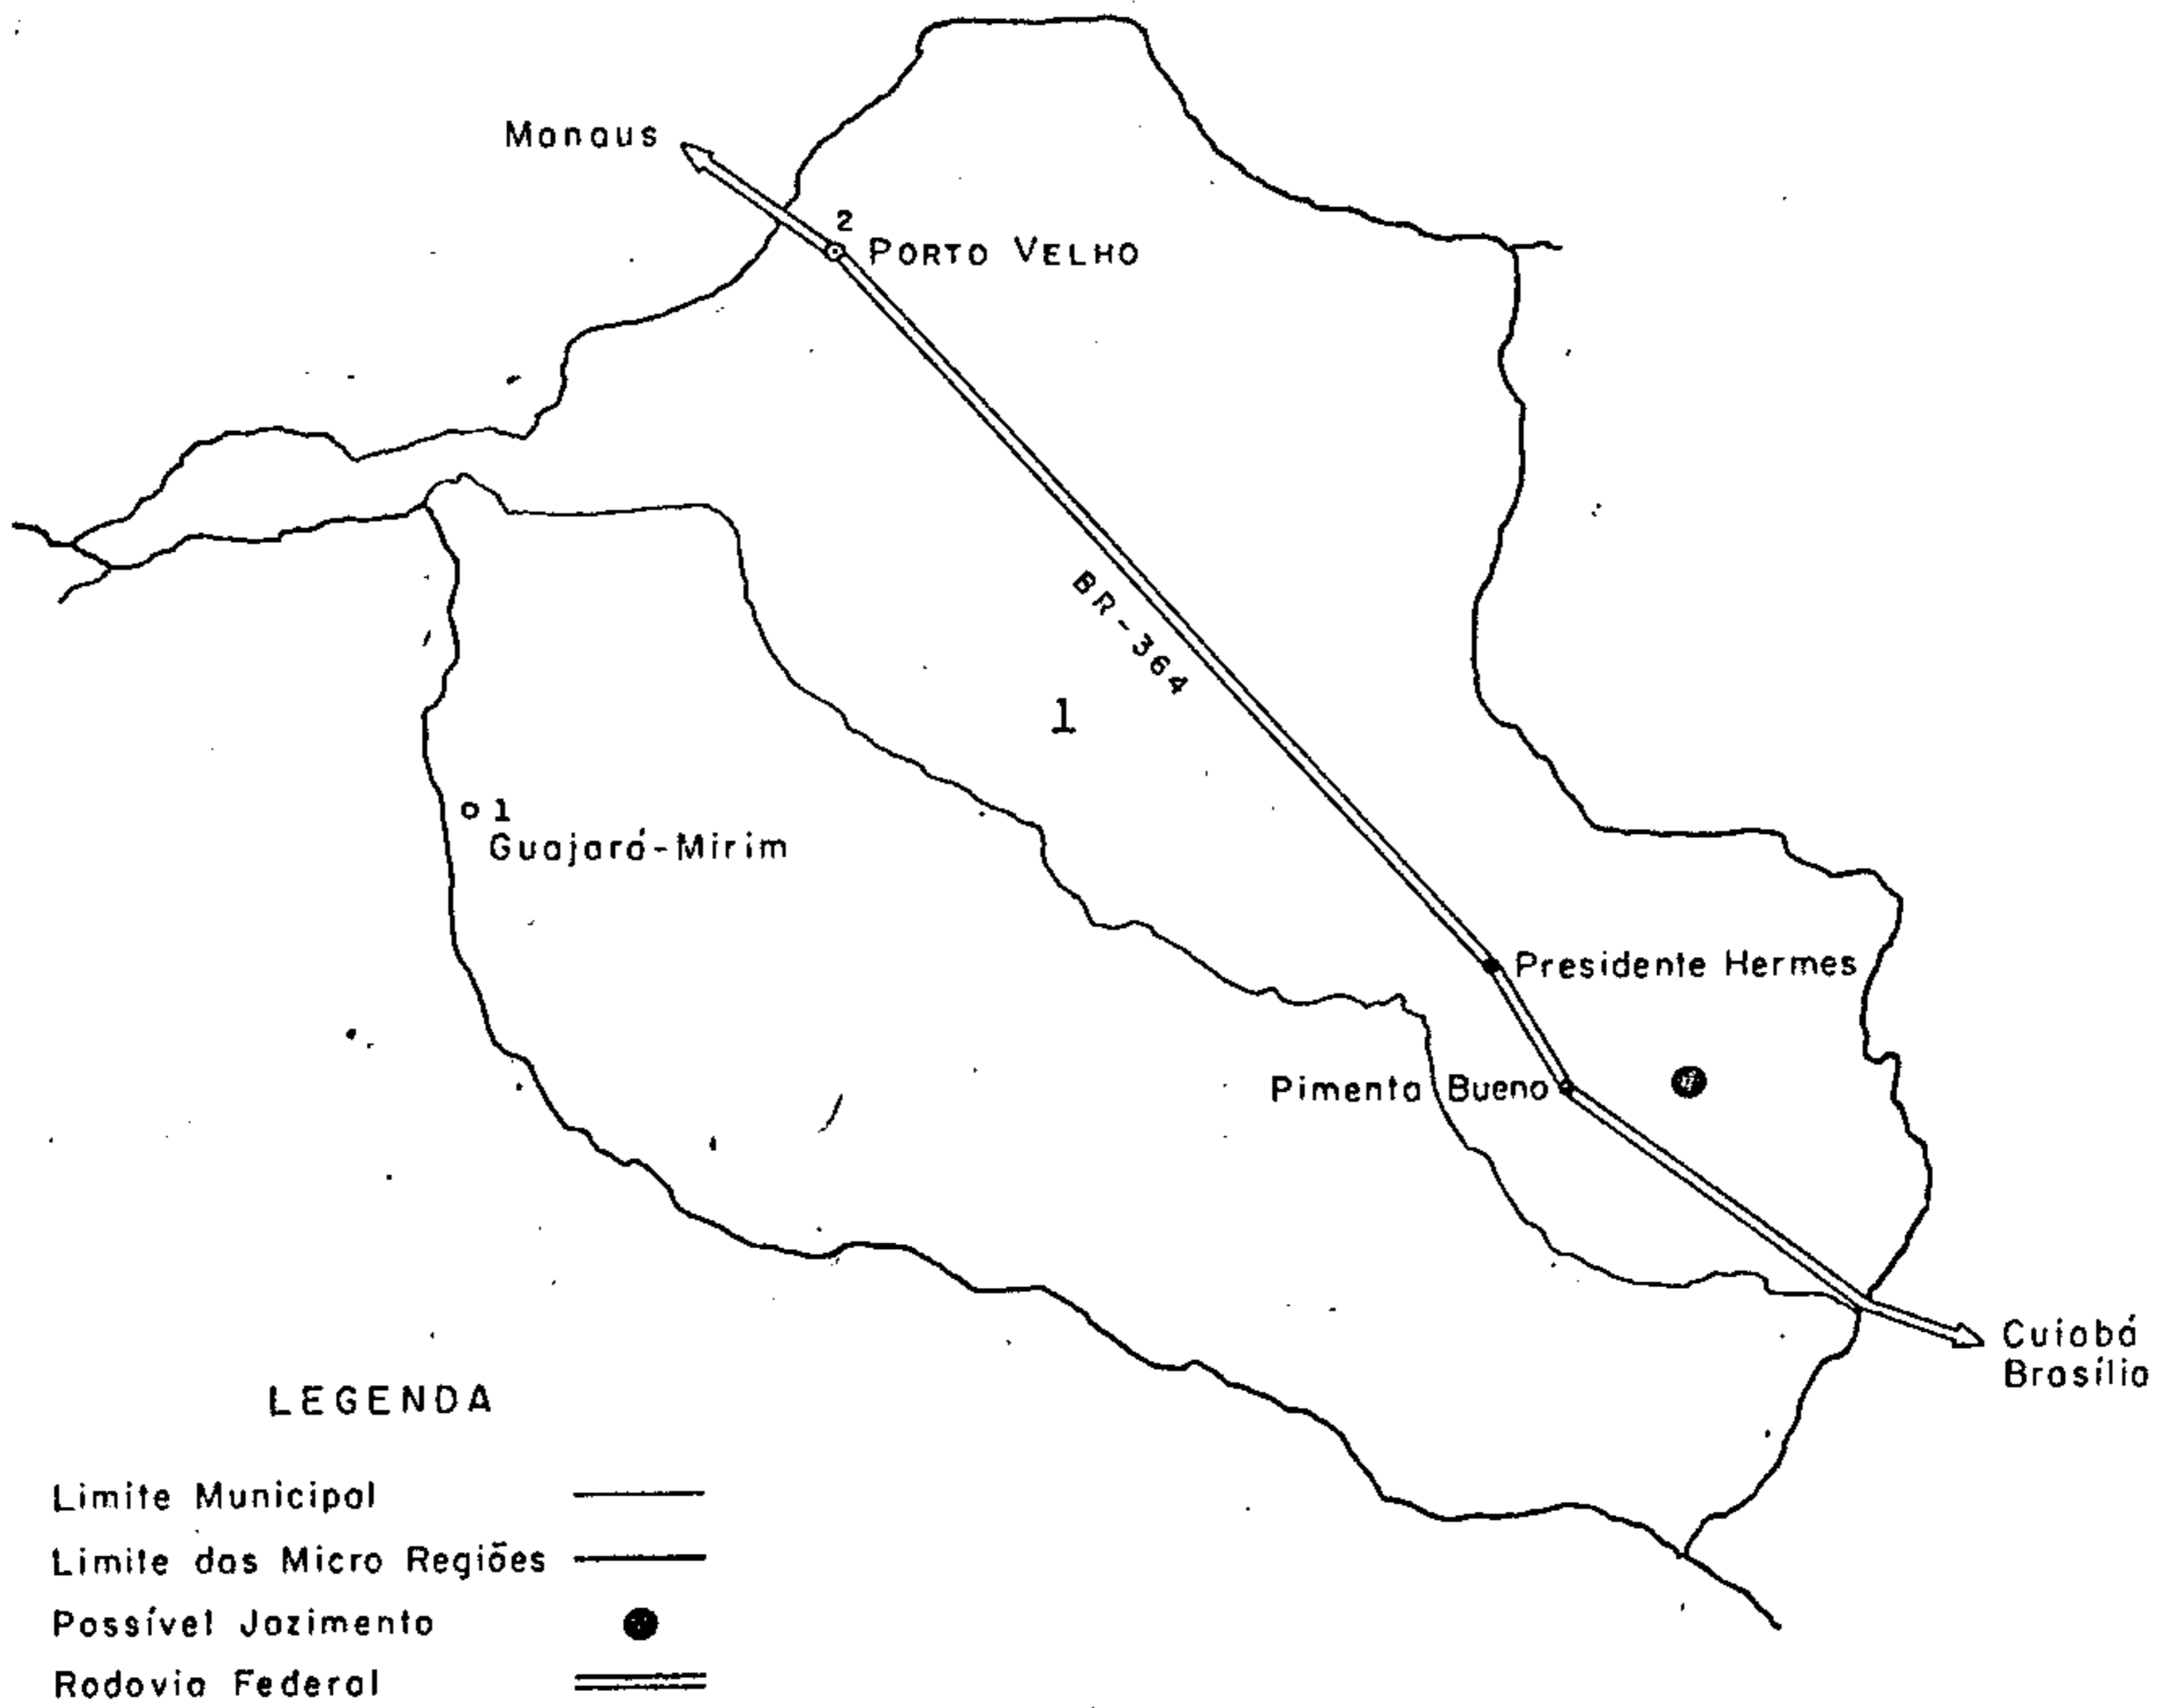 Manaus
2
PORTO VELHO
BR-364
1
1
Guajará-Mirim
Presidente Hermes
Pimenta Bueno
Cuiabá
Brasília
LEGENDA
Limite Municipal
Limite das Micro Regiões
Possível Jazimento
Rodovia Federal